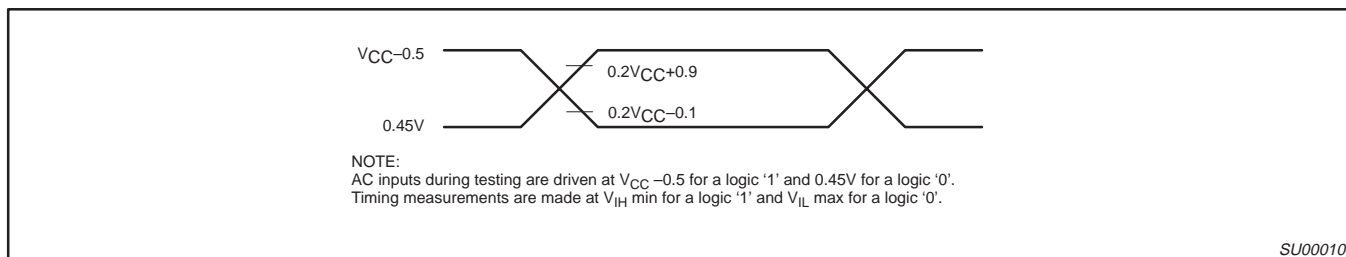 VCC–0.5
0.2VCC+0.9
0.2VCC–0.1
0.45V
NOTE:
AC inputs during testing are driven at VCC –0.5 for a logic ‘1’ and 0.45V for a logic ‘0’.
Timing measurements are made at VIH min for a logic ‘1’ and VIL max for a logic ‘0’.
SU00010